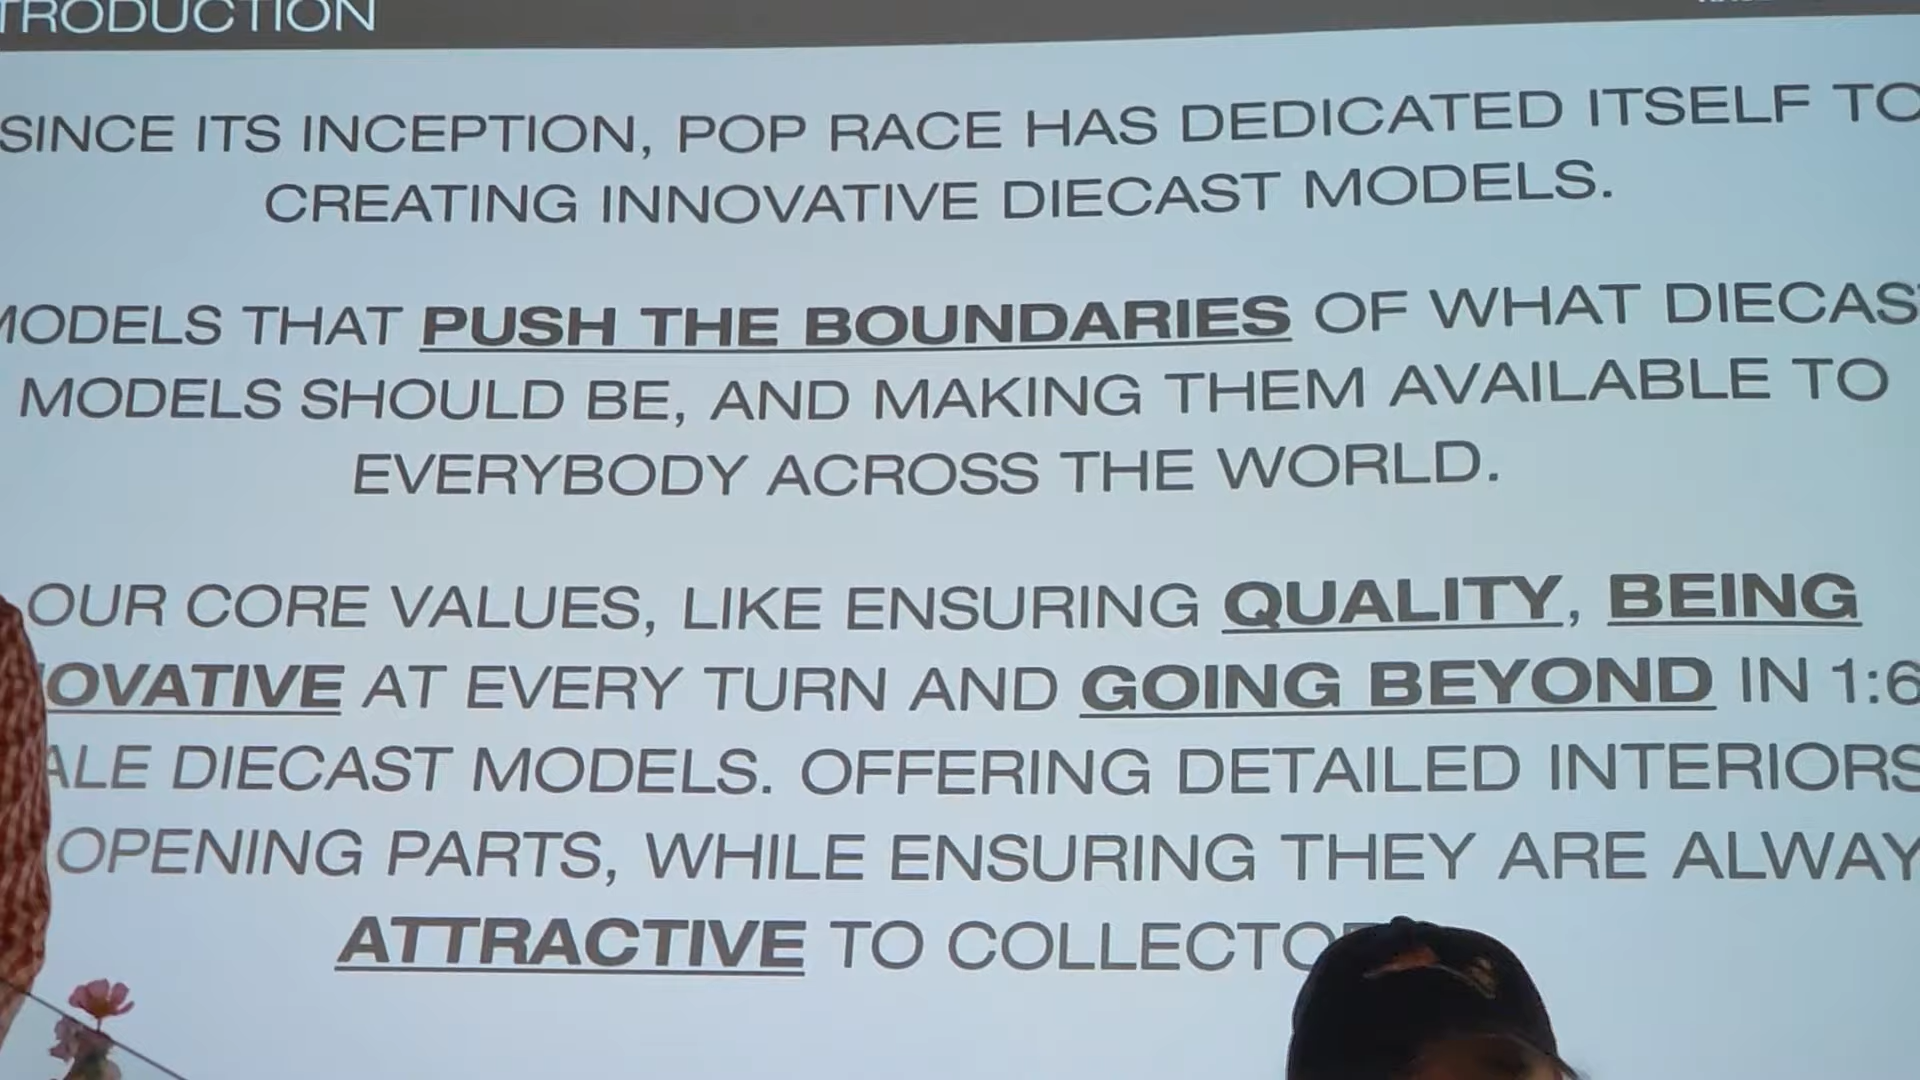 TRODUCTION
SINCE ITS INCEPTION, POP RACE HAS DEDICATED ITSELF TO
CREATING INNOVATIVE DIECAST MODELS.
MODELS THAT PUSH THE BOUNDARIES OF WHAT DIECAST
MODELS SHOULD BE, AND MAKING THEM AVAILABLE TO
EVERYBODY ACROSS THE WORLD.
OUR CORE VALUES, LIKE ENSURING QUALITY, BEING
OVATIVE AT EVERY TURN AND GOING BEYOND IN 1:6
ALE DIECAST MODELS. OFFERING DETAILED INTERIORS
OPENING PARTS, WHILE ENSURING THEY ARE ALWAY
ATTRACTIVE TO COLLECTO